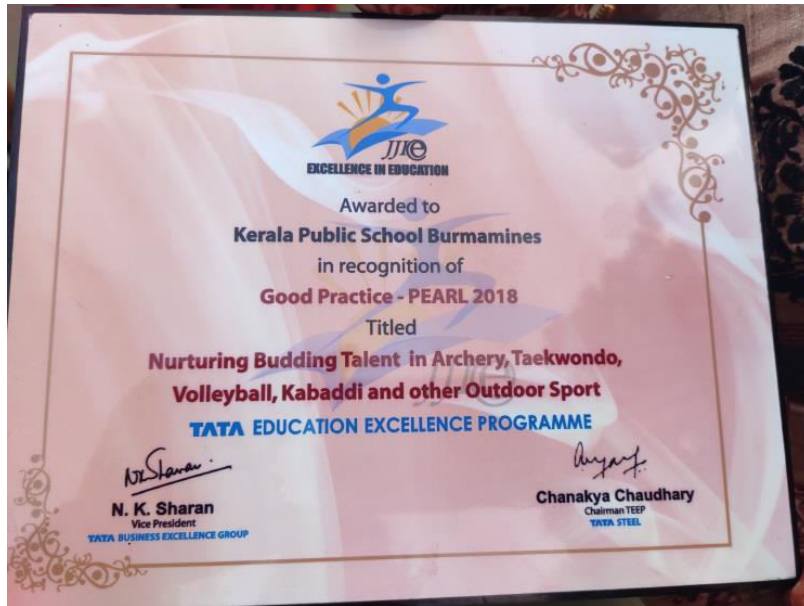 JJIE
EXCELLENCE IN EDUCATION
Awarded to
Kerala Public School Burmamines
in recognition of
Good Practice - PEARL 2018
Titled
Nurturing Budding Talent in Archery, Taekwondo,
Volleyball, Kabaddi and other Outdoor Sport
TATA EDUCATION EXCELLENCE PROGRAMME
N. K. Sharan
Vice President
TATA BUSINESS EXCELLENCE GROUP
Chanakya Chaudhary
Chairman TEEP
TATA STEEL